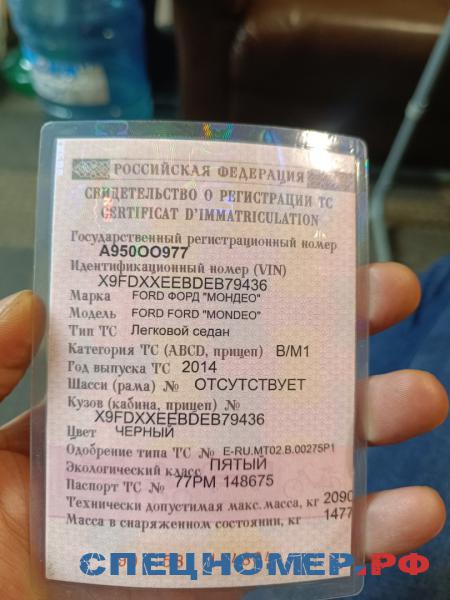 РОССИЙСКАЯ ФЕДЕРАЦИЯ
СВИДЕТЕЛЬСТВО О РЕГИСТРАЦИИ ТС
CERTIFICAT D'IMMATRICULATION
Государственный регистрационный номер
А950ОО977
Идентификационный номер (VIN)
X9FDXXEEBDEB79436
Марка FORD ФОРД "МОНДЕО"
Модель FORD FORD "MONDEO"
Тип ТС Легковой седан
Категория ТС (ABCD, прицеп) B/M1
Год выпуска ТС 2014
Шасси (рама) № ОТСУТСТВУЕТ
Кузов (кабина, прицеп) №
X9FDXXEEBDEB79436
Цвет ЧЕРНЫЙ
Одобрение типа ТС № E-RU.MT02.B.00275P1
Экологический класс ПЯТЫЙ
Паспорт ТС № 77РМ 148675
Технически допустимая макс. масса, кг 2090
Масса в снаряженном состоянии, кг 1477
СПЕЦНОМЕР.РФ